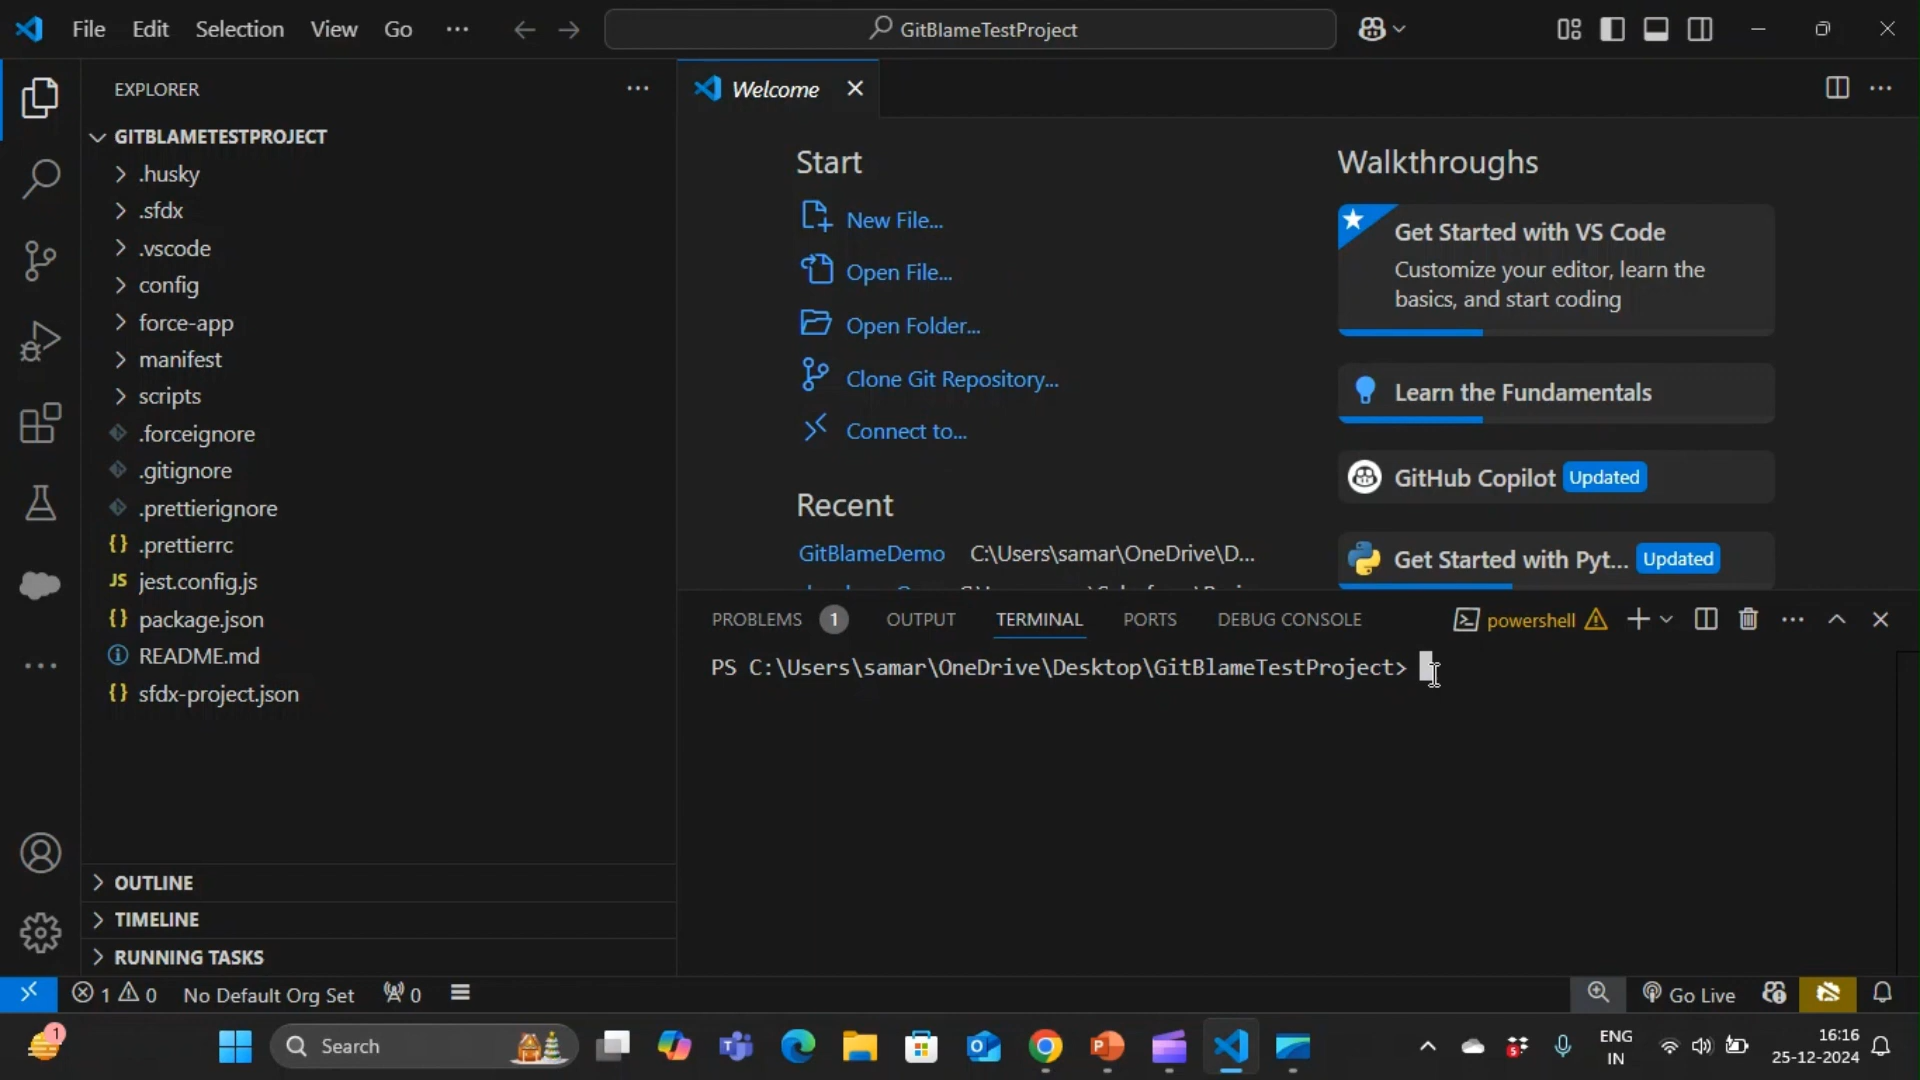 File Edit Selection View Go ···
GitBlameTestProject
EXPLORER
GITBLAMETESTPROJECT
.husky
.sfdx
.vscode
config
force-app
manifest
scripts
.forceignore
.gitignore
.prettierignore
{} .prettierrc
JS jest.config.js
{} package.json
README.md
{} sfdx-project.json
OUTLINE
TIMELINE
RUNNING TASKS
Welcome
Start
New File...
Open File...
Open Folder...
Clone Git Repository...
Connect to...
Recent
GitBlameDemo C:\Users\samar\OneDrive\D...
Walkthroughs
Get Started with VS Code
Customize your editor, learn the
basics, and start coding
Learn the Fundamentals
GitHub Copilot Updated
Get Started with Pyt... Updated
PROBLEMS 1 OUTPUT TERMINAL PORTS DEBUG CONSOLE powershell
PS C:\Users\samar\OneDrive\Desktop\GitBlameTestProject>
1 0 No Default Org Set 0 Go Live
1 Search ENG
IN
16:16
25-12-2024